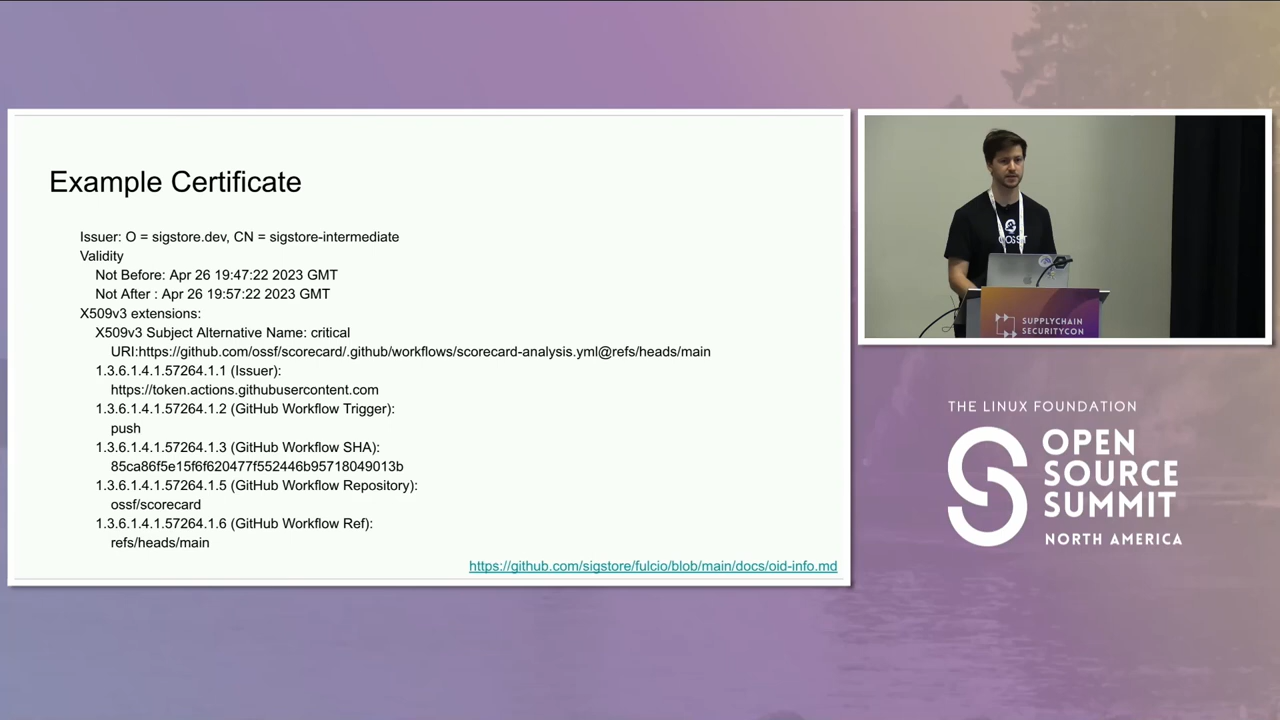 Example Certificate
Issuer: O = sigstore.dev, CN = sigstore-intermediate
Validity
Not Before: Apr 26 19:47:22 2023 GMT
Not After : Apr 26 19:57:22 2023 GMT
X509v3 extensions:
X509v3 Subject Alternative Name: critical
URI:https://github.com/ossf/scorecard/.github/workflows/scorecard-analysis.yml@refs/heads/main
1.3.6.1.4.1.57264.1.1 (Issuer):
https://token.actions.githubusercontent.com
1.3.6.1.4.1.57264.1.2 (GitHub Workflow Trigger):
push
1.3.6.1.4.1.57264.1.3 (GitHub Workflow SHA):
85ca86f5e15f6f620477f552446b95718049013b
1.3.6.1.4.1.57264.1.5 (GitHub Workflow Repository):
ossf/scorecard
1.3.6.1.4.1.57264.1.6 (GitHub Workflow Ref):
refs/heads/main
https://github.com/sigstore/fulcio/blob/main/docs/oid-info.md
SUPPLYCHAIN
SECURITYCON
THE LINUX FOUNDATION
OPEN
SOURCE
SUMMIT
NORTH AMERICA